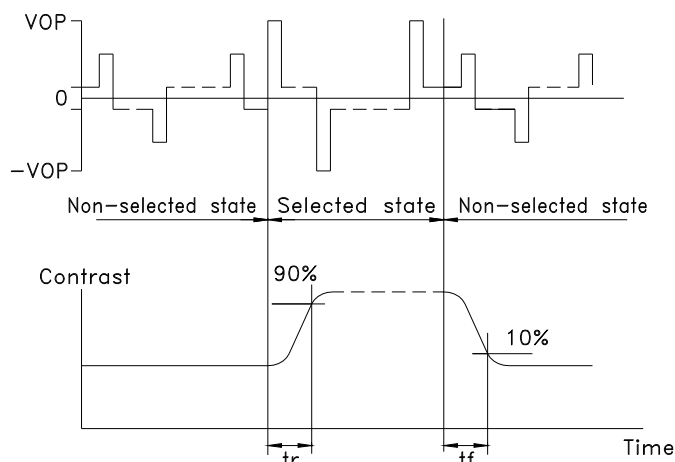 VOP
0
-VOP
Non-selected state
Selected state
Non-selected state
Contrast
90%
10%
Time
tr
tf